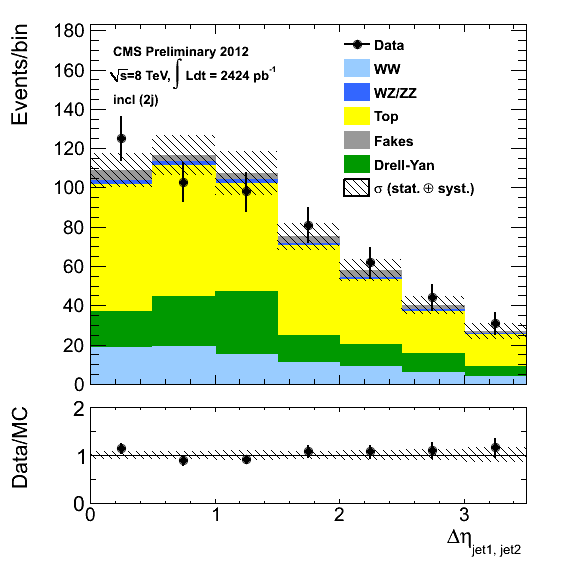 Events/bin
180
160
140
120
100
80
60
40
20
0
CMS Preliminary 2012
√s=8 TeV, ∫ Ldt = 2424 pb⁻¹
incl (2j)
Data
WW
WZ/ZZ
Top
Fakes
Drell-Yan
σ (stat. ⊕ syst.)
Data/MC
2
1
0
0 1 2 3
Δη jet1, jet2